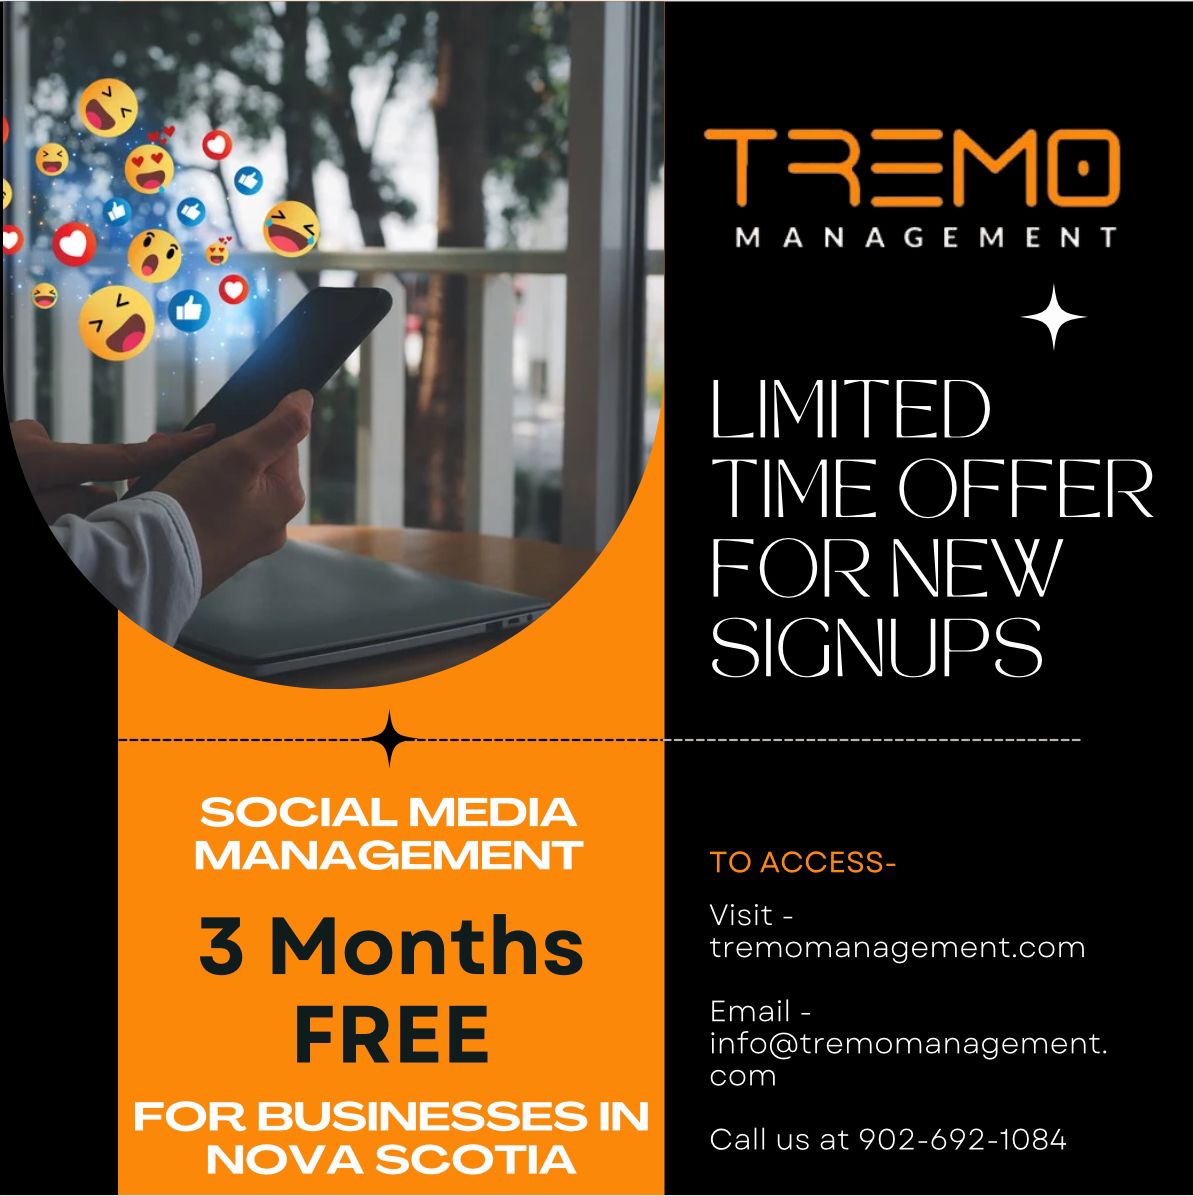 TREMO
MANAGEMENT
LIMITED
TIME OFFER
FOR NEW
SIGNUPS
SOCIAL MEDIA
MANAGEMENT
3 Months
FREE
FOR BUSINESSES IN
NOVA SCOTIA
TO ACCESS-
Visit -
tremomanagement.com
Email -
info@tremomanagement.
com
Call us at 902-692-1084